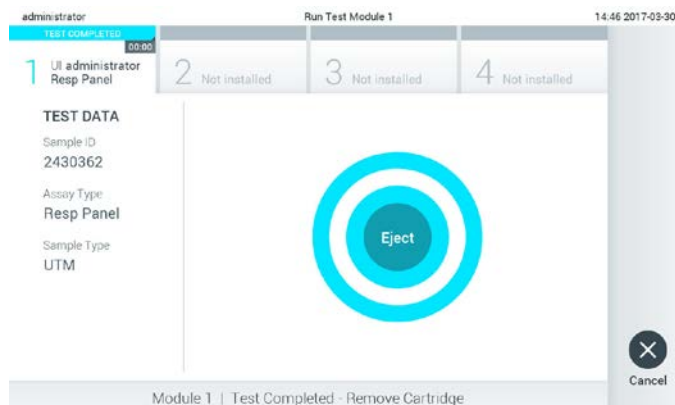 administrator Run Test Module 1 14:46 2017-03-30
TEST COMPLETED
00:00
1 UI administrator
Resp Panel
2 Not installed
3 Not installed
4 Not installed
TEST DATA
Sample ID
2430362
Assay Type
Resp Panel
Sample Type
UTM
Eject
Cancel
Module 1 | Test Completed - Remove Cartridge